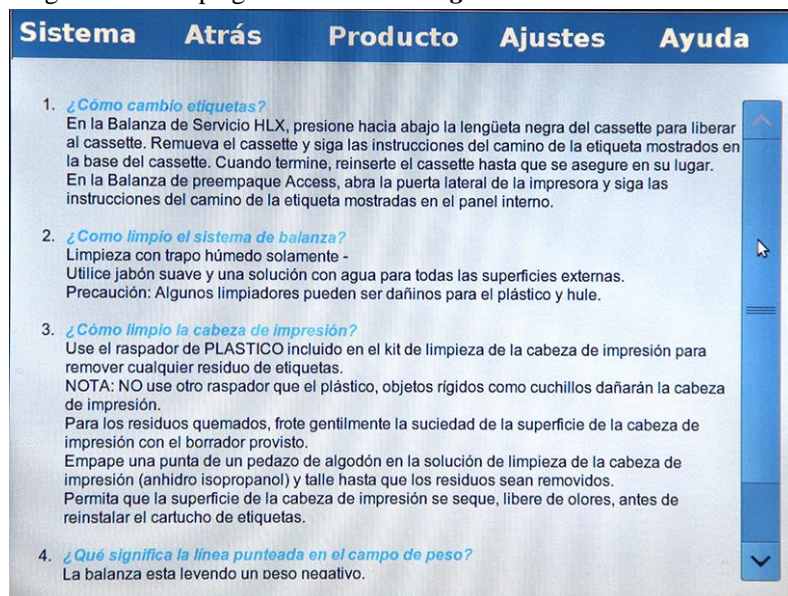 Sistema Atrás Producto Ajustes Ayuda
1. ¿Cómo cambio etiquetas?
En la Balanza de Servicio HLX, presione hacia abajo la lengüeta negra del cassette para liberar
al cassette. Remueva el cassette y siga las instrucciones del camino de la etiqueta mostrados en
la base del cassette. Cuando termine, reinserte el cassette hasta que se asegure en su lugar.
En la Balanza de preempaque Access, abra la puerta lateral de la impresora y siga las
instrucciones del camino de la etiqueta mostradas en el panel interno.
2. ¿Como limpio el sistema de balanza?
Limpieza con trapo húmedo solamente -
Utilice jabón suave y una solución con agua para todas las superficies externas.
Precaución: Algunos limpiadores pueden ser dañinos para el plástico y hule.
3. ¿Cómo limpio la cabeza de impresión?
Use el raspador de PLASTICO incluido en el kit de limpieza de la cabeza de impresión para
remover cualquier residuo de etiquetas.
NOTA: NO use otro raspador que el plástico, objetos rígidos como cuchillos dañarán la cabeza
de impresión.
Para los residuos quemados, frote gentilmente la suciedad de la superficie de la cabeza de
impresión con el borrador provisto.
Empape una punta de un pedazo de algodón en la solución de limpieza de la cabeza de
impresión (anhidro isopropanol) y talle hasta que los residuos sean removidos.
Permita que la superficie de la cabeza de impresión se seque, libere de olores, antes de
reinstalar el cartucho de etiquetas.
4. ¿Qué significa la línea punteada en el campo de peso?
La balanza esta leyendo un peso negativo.